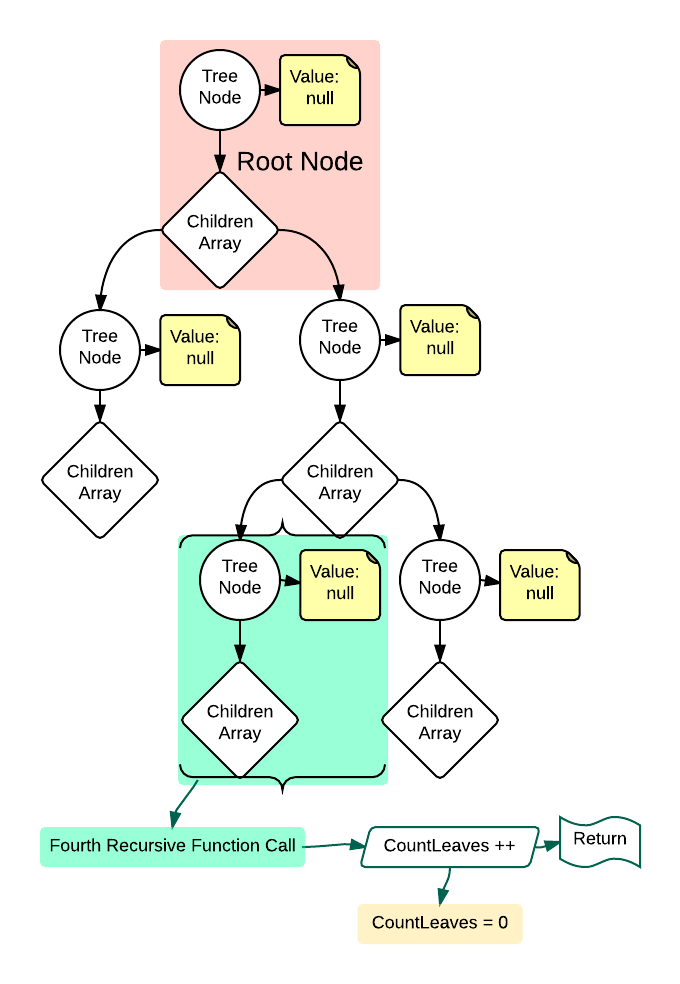 Tree
Node
Value:
null
Root Node
Children
Array
Tree
Node
Value:
null
Tree
Node
Value:
null
Children
Array
Children
Array
Tree
Node
Value:
null
Tree
Node
Value:
null
Children
Array
Children
Array
Fourth Recursive Function Call
CountLeaves ++
Return
CountLeaves = 0